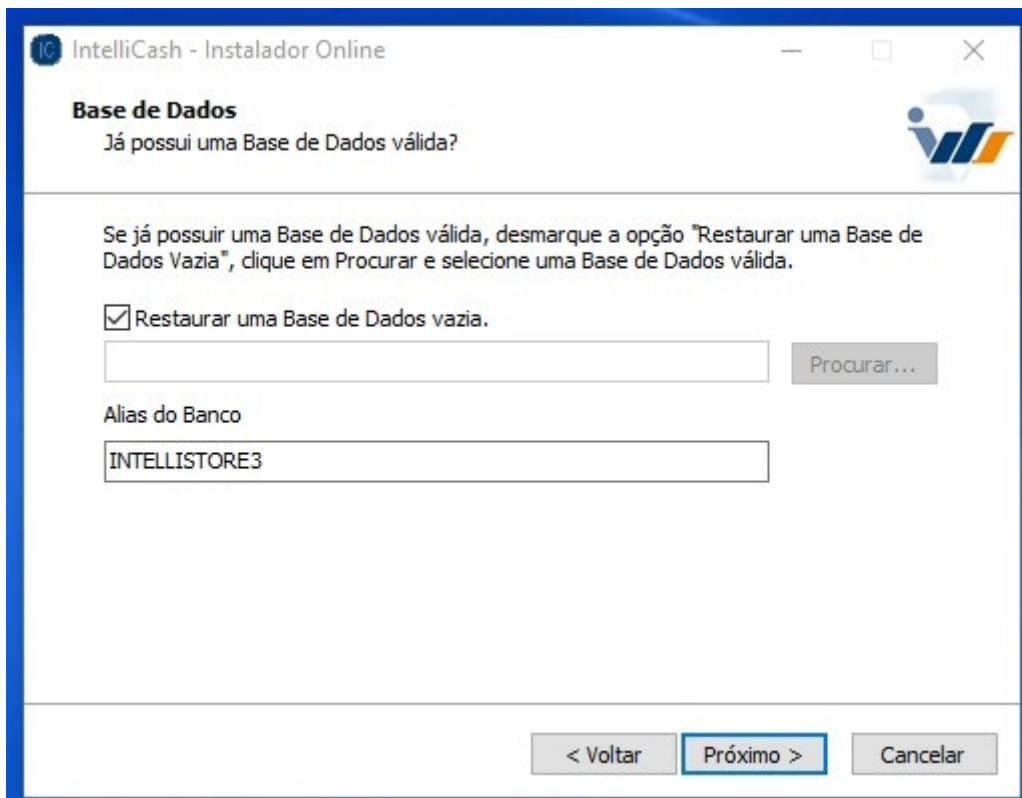 IC
IntelliCash - Instalador Online
Base de Dados
Já possui uma Base de Dados válida?
Se já possuir uma Base de Dados válida, desmarque a opção "Restaurar uma Base de
Dados Vazia", clique em Procurar e selecione uma Base de Dados válida.
Restaurar uma Base de Dados vazia.
Procurar...
Alias do Banco
INTELLISTORE3
< Voltar
Próximo >
Cancelar